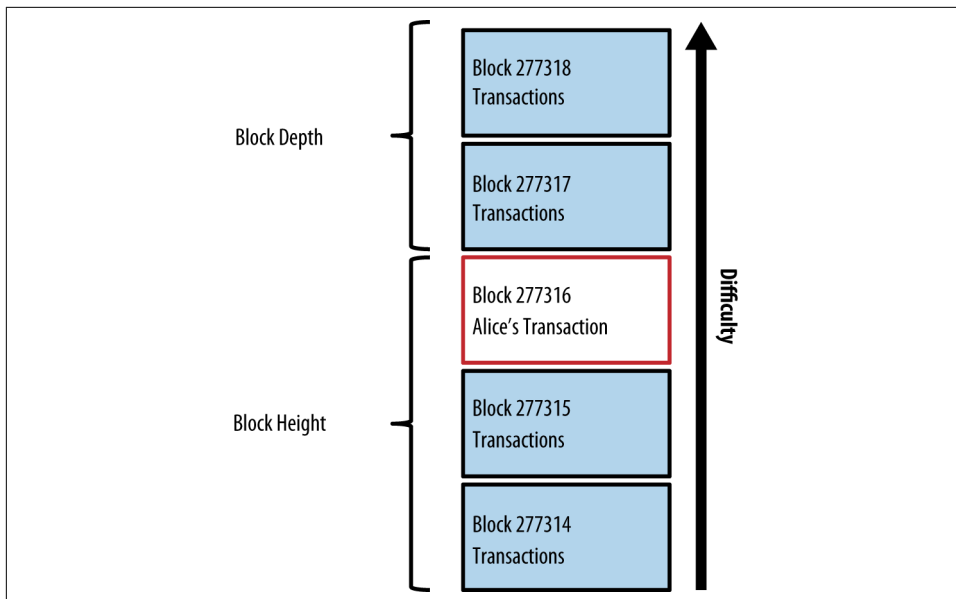 Block 277318
Transactions
Block Depth
Block 277317
Transactions
Block 277316
Alice’s Transaction
Difficulty
Block Height
Block 277315
Transactions
Block 277314
Transactions